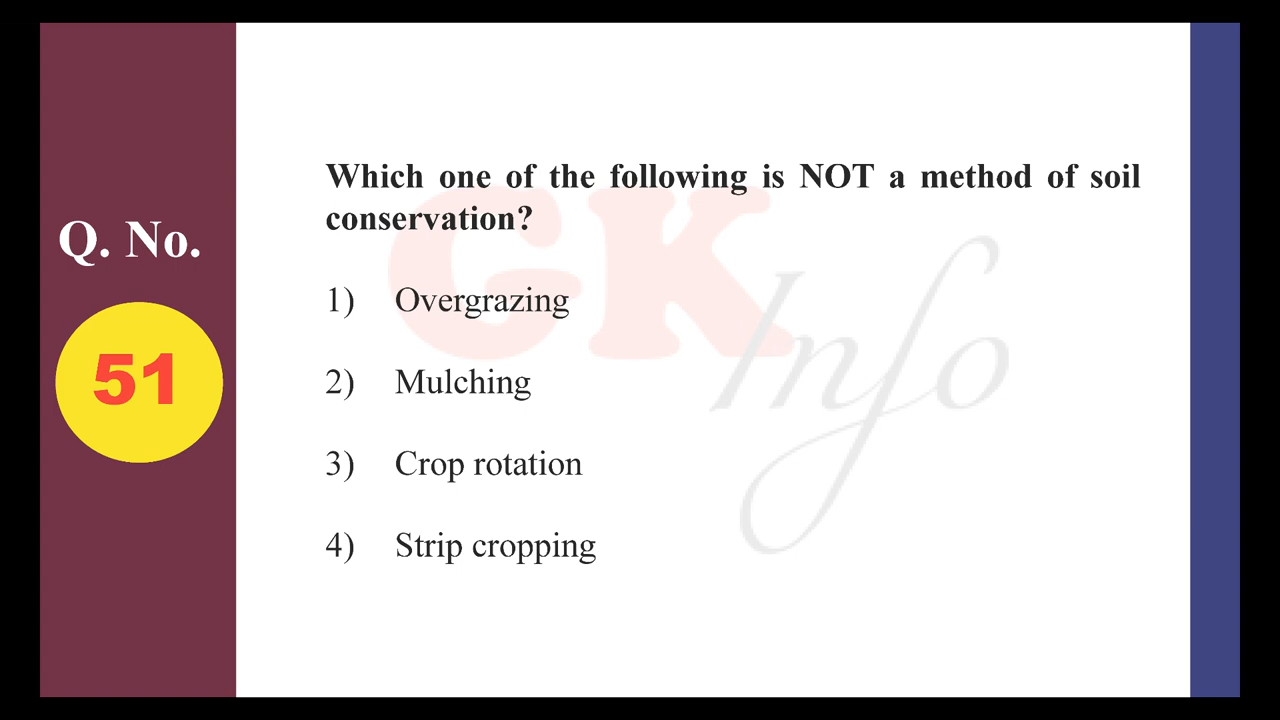 Q. No.
51
Which one of the following is NOT a method of soil
conservation?
1) Overgrazing
2) Mulching
3) Crop rotation
4) Strip cropping
GK
Info